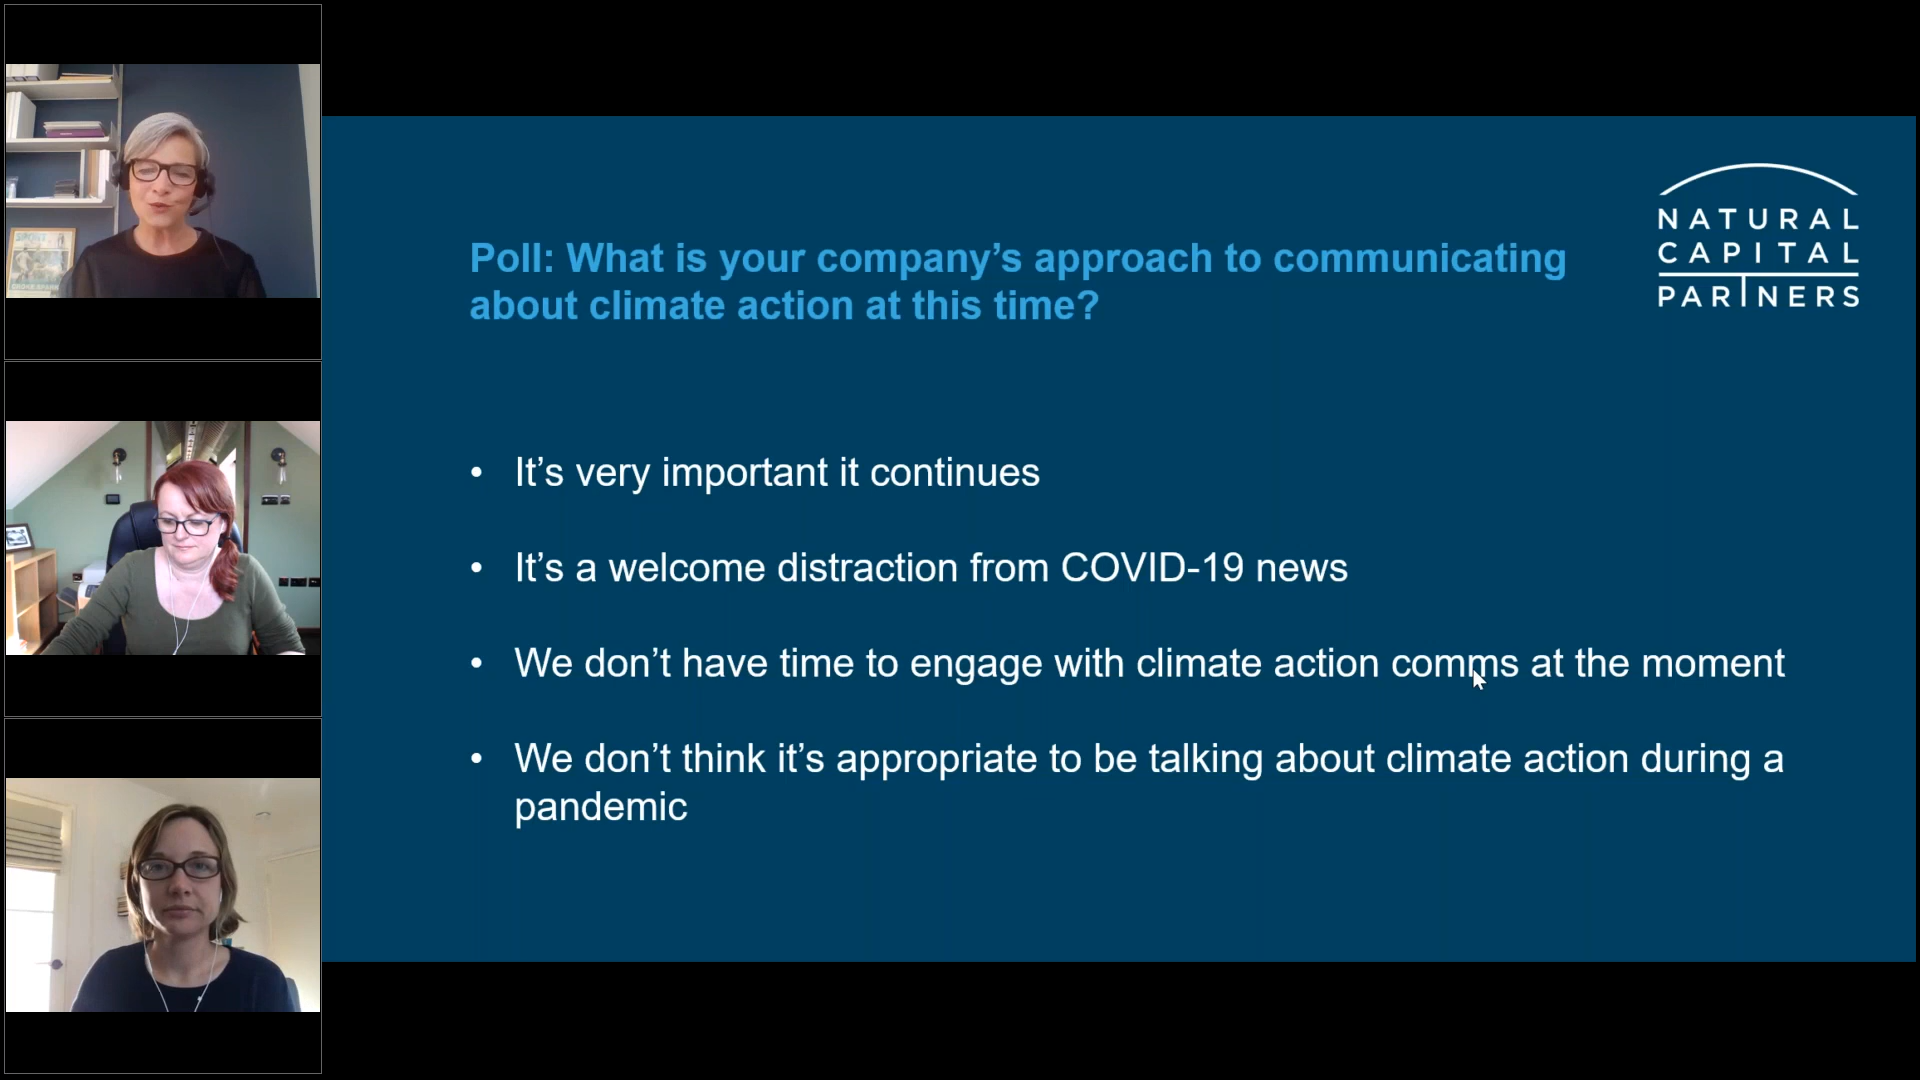 SPORT
Poll: What is your company’s approach to communicating
about climate action at this time?
NATURAL
CAPITAL
PARTNERS
• It’s very important it continues
• It’s a welcome distraction from COVID-19 news
• We don’t have time to engage with climate action comms at the moment
• We don’t think it’s appropriate to be talking about climate action during a
pandemic